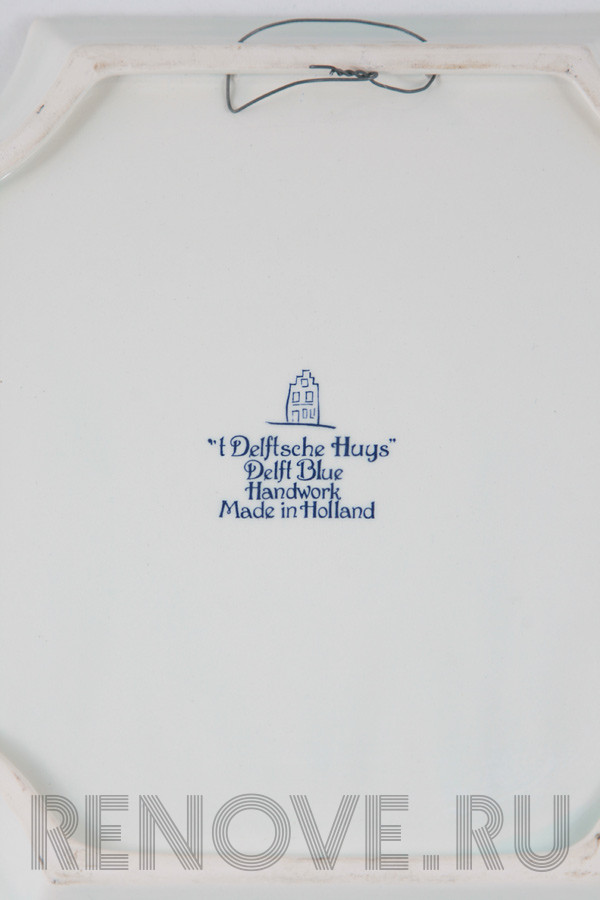 "'t Delftsche Huys"
Delft Blue
Handwork
Made in Holland
RENOVE.RU